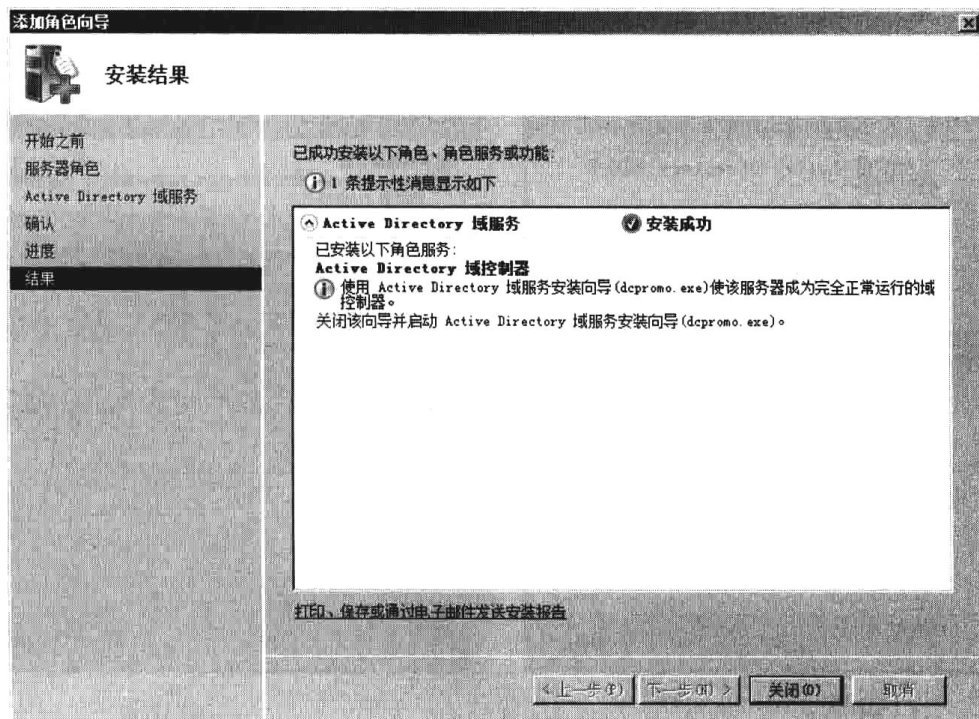 添加角色向导
安装结果
开始之前
服务器角色
Active Directory 域服务
确认
进度
结果
已成功安装以下角色、角色服务或功能:
1 条提示性消息显示如下
Active Directory 域服务 安装成功
已安装以下角色服务:
Active Directory 域控制器
使用 Active Directory 域服务安装向导(dcpromo.exe)使该服务器成为完全正常运行的域
控制器。
关闭该向导并启动 Active Directory 域服务安装向导(dcpromo.exe)。
打印、保存或通过电子邮件发送安装报告
<上一步(P) 下一步(N) > 关闭(O) 取消